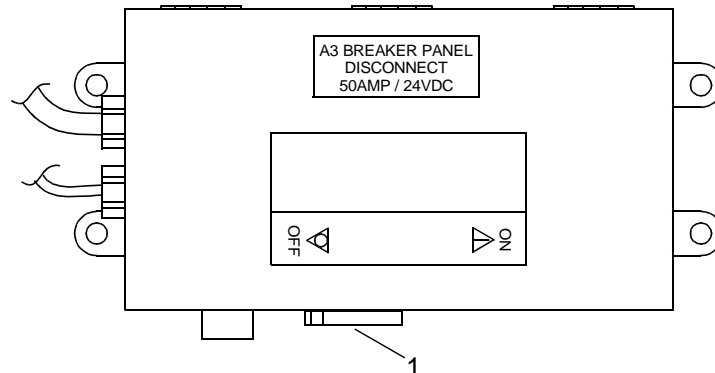 A3 BREAKER PANEL
DISCONNECT
50AMP / 24VDC
OFF
ON
1